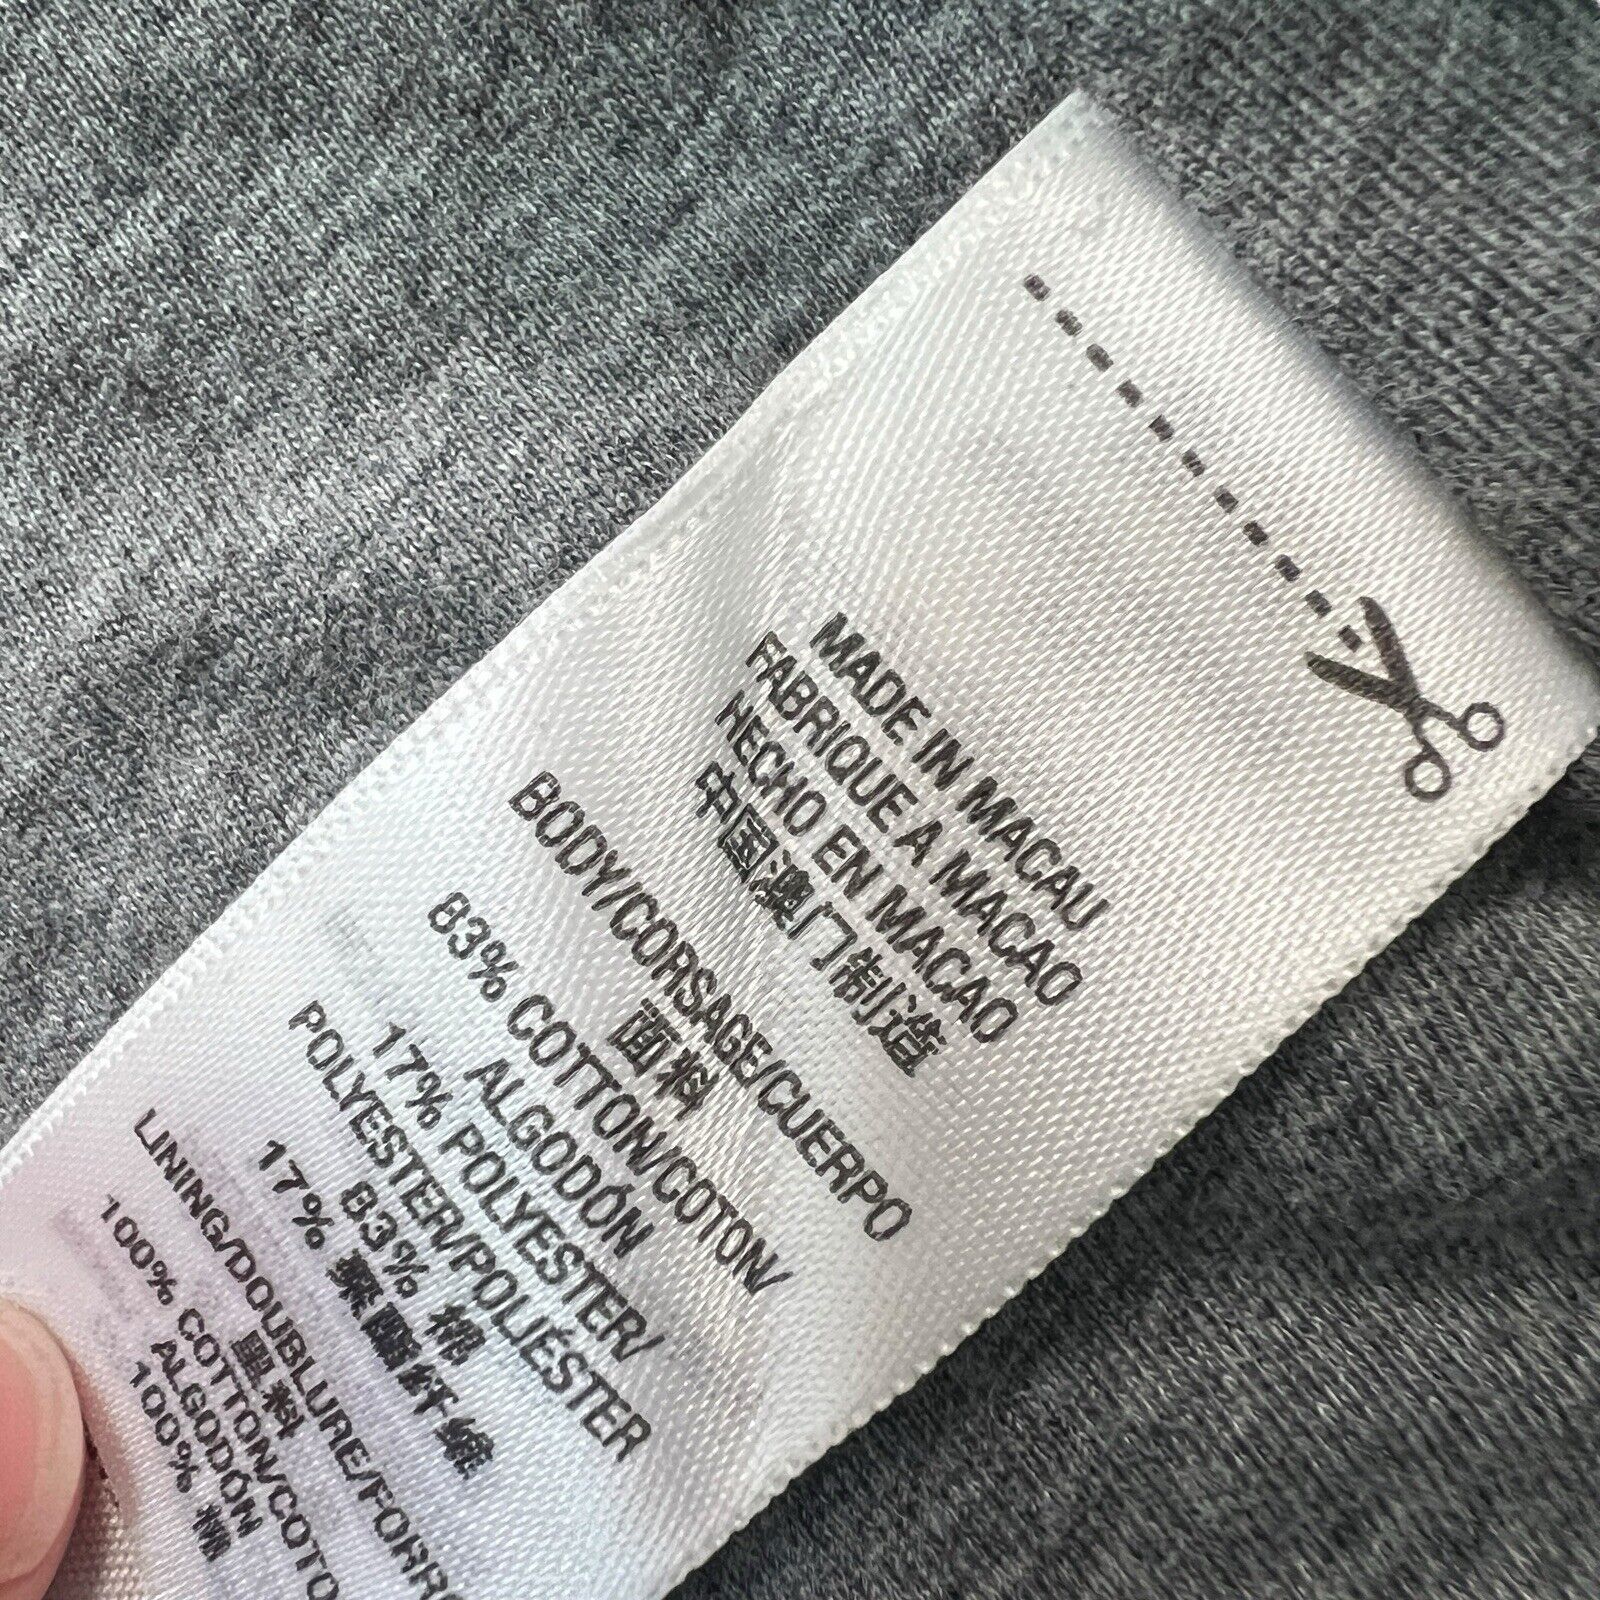 MADE IN MACAU
FABRIQUE A MACAO
HECHO EN MACAO
中国澳门制造
BODY/CORSAGE/CUERPO
面料
83% COTTON/COTON/
ALGODÓN
17% POLYESTER/
POLYESTER/POLIÉSTER
83% 棉
17% 聚酯纤维
LINING/DOUBLURE/FORR
里料
100% COTTON/COTO
ALGODÓN
100% 棉